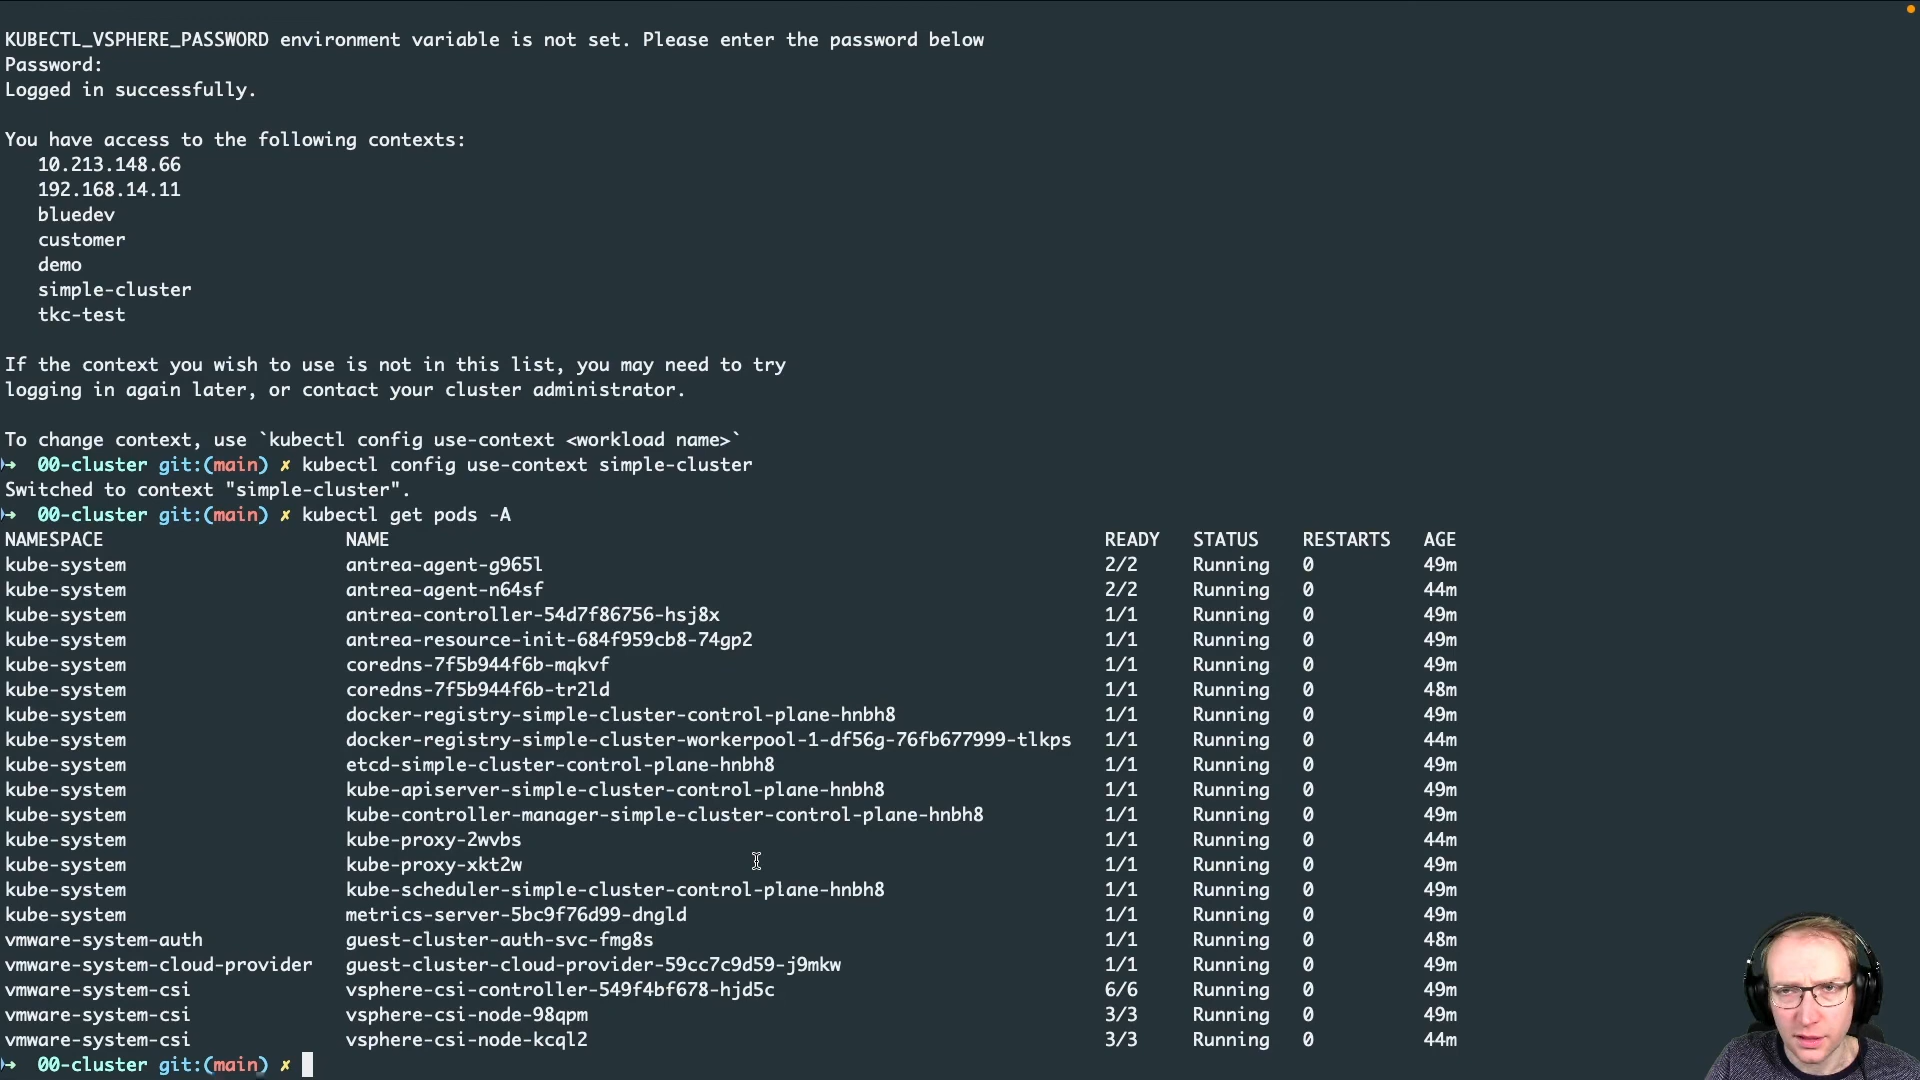 KUBECTL_VSPHERE_PASSWORD environment variable is not set. Please enter the password below
Password:
Logged in successfully.
You have access to the following contexts:
10.213.148.66
192.168.14.11
bluedev
customer
demo
simple-cluster
tkc-test
If the context you wish to use is not in this list, you may need to try
logging in again later, or contact your cluster administrator.
To change context, use `kubectl config use-context <workload name>`
→ 00-cluster git:(main) ✗ kubectl config use-context simple-cluster
Switched to context "simple-cluster".
→ 00-cluster git:(main) ✗ kubectl get pods -A
NAMESPACE NAME READY STATUS RESTARTS AGE
kube-system antrea-agent-g965l 2/2 Running 0 49m
kube-system antrea-agent-n64sf 2/2 Running 0 44m
kube-system antrea-controller-54d7f86756-hsj8x 1/1 Running 0 49m
kube-system antrea-resource-init-684f959cb8-74gp2 1/1 Running 0 49m
kube-system coredns-7f5b944f6b-mqkvf 1/1 Running 0 49m
kube-system coredns-7f5b944f6b-tr2ld 1/1 Running 0 48m
kube-system docker-registry-simple-cluster-control-plane-hnbh8 1/1 Running 0 49m
kube-system docker-registry-simple-cluster-workerpool-1-df56g-76fb677999-tlkps 1/1 Running 0 44m
kube-system etcd-simple-cluster-control-plane-hnbh8 1/1 Running 0 49m
kube-system kube-apiserver-simple-cluster-control-plane-hnbh8 1/1 Running 0 49m
kube-system kube-controller-manager-simple-cluster-control-plane-hnbh8 1/1 Running 0 49m
kube-system kube-proxy-2wvbs 1/1 Running 0 44m
kube-system kube-proxy-xkt2w 1/1 Running 0 49m
kube-system kube-scheduler-simple-cluster-control-plane-hnbh8 1/1 Running 0 49m
kube-system metrics-server-5bc9f76d99-dngld 1/1 Running 0 49m
vmware-system-auth guest-cluster-auth-svc-fmg8s 1/1 Running 0 48m
vmware-system-cloud-provider guest-cluster-cloud-provider-59cc7c9d59-j9mkw 1/1 Running 0 49m
vmware-system-csi vsphere-csi-controller-549f4bf678-hjd5c 6/6 Running 0 49m
vmware-system-csi vsphere-csi-node-98qpm 3/3 Running 0 49m
vmware-system-csi vsphere-csi-node-kcql2 3/3 Running 0 44m
→ 00-cluster git:(main) ✗